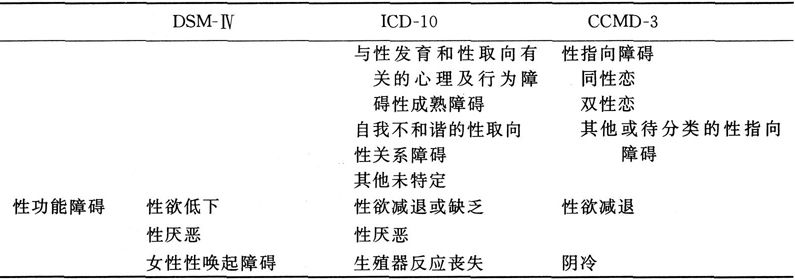 DSM-Ⅳ ICD-10 CCMD-3
与性发育和性取向有 性指向障碍
关的心理及行为障 同性恋
碍性成熟障碍 双性恋
自我不和谐的性取向 其他或待分类的性指向
性关系障碍 障碍
其他未特定
性功能障碍 性欲低下 性欲减退或缺乏 性欲减退
性厌恶 性厌恶
女性性唤起障碍 生殖器反应丧失 阴冷